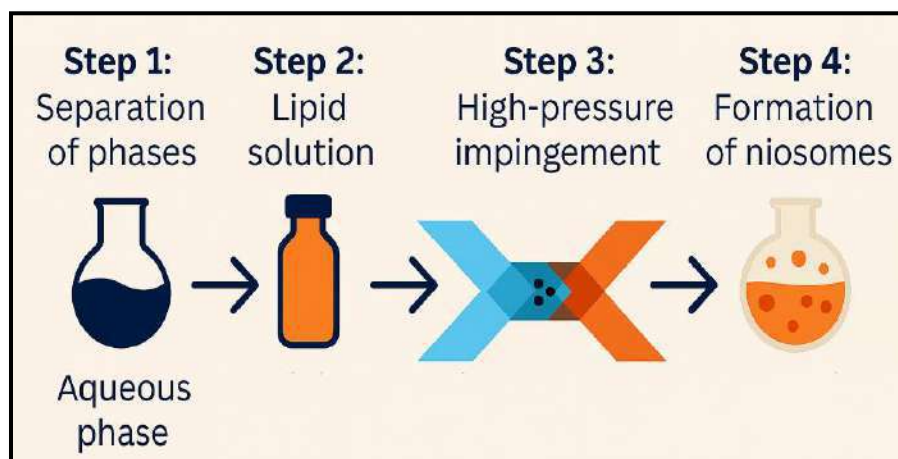 Step 1:
Separation
of phases
Aqueous
phase
Step 2:
Lipid
solution
Step 3:
High-pressure
impingement
Step 4:
Formation
of niosomes